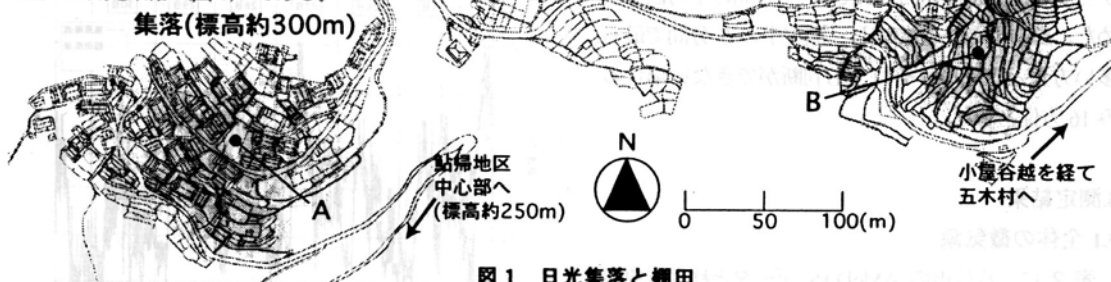 集落(標高約300m)
B
A
鮎帰地区
中心部へ
(標高約250m)
N
0 50 100(m)
小屋谷越を経て
五木村へ
図1 日光集落と棚田